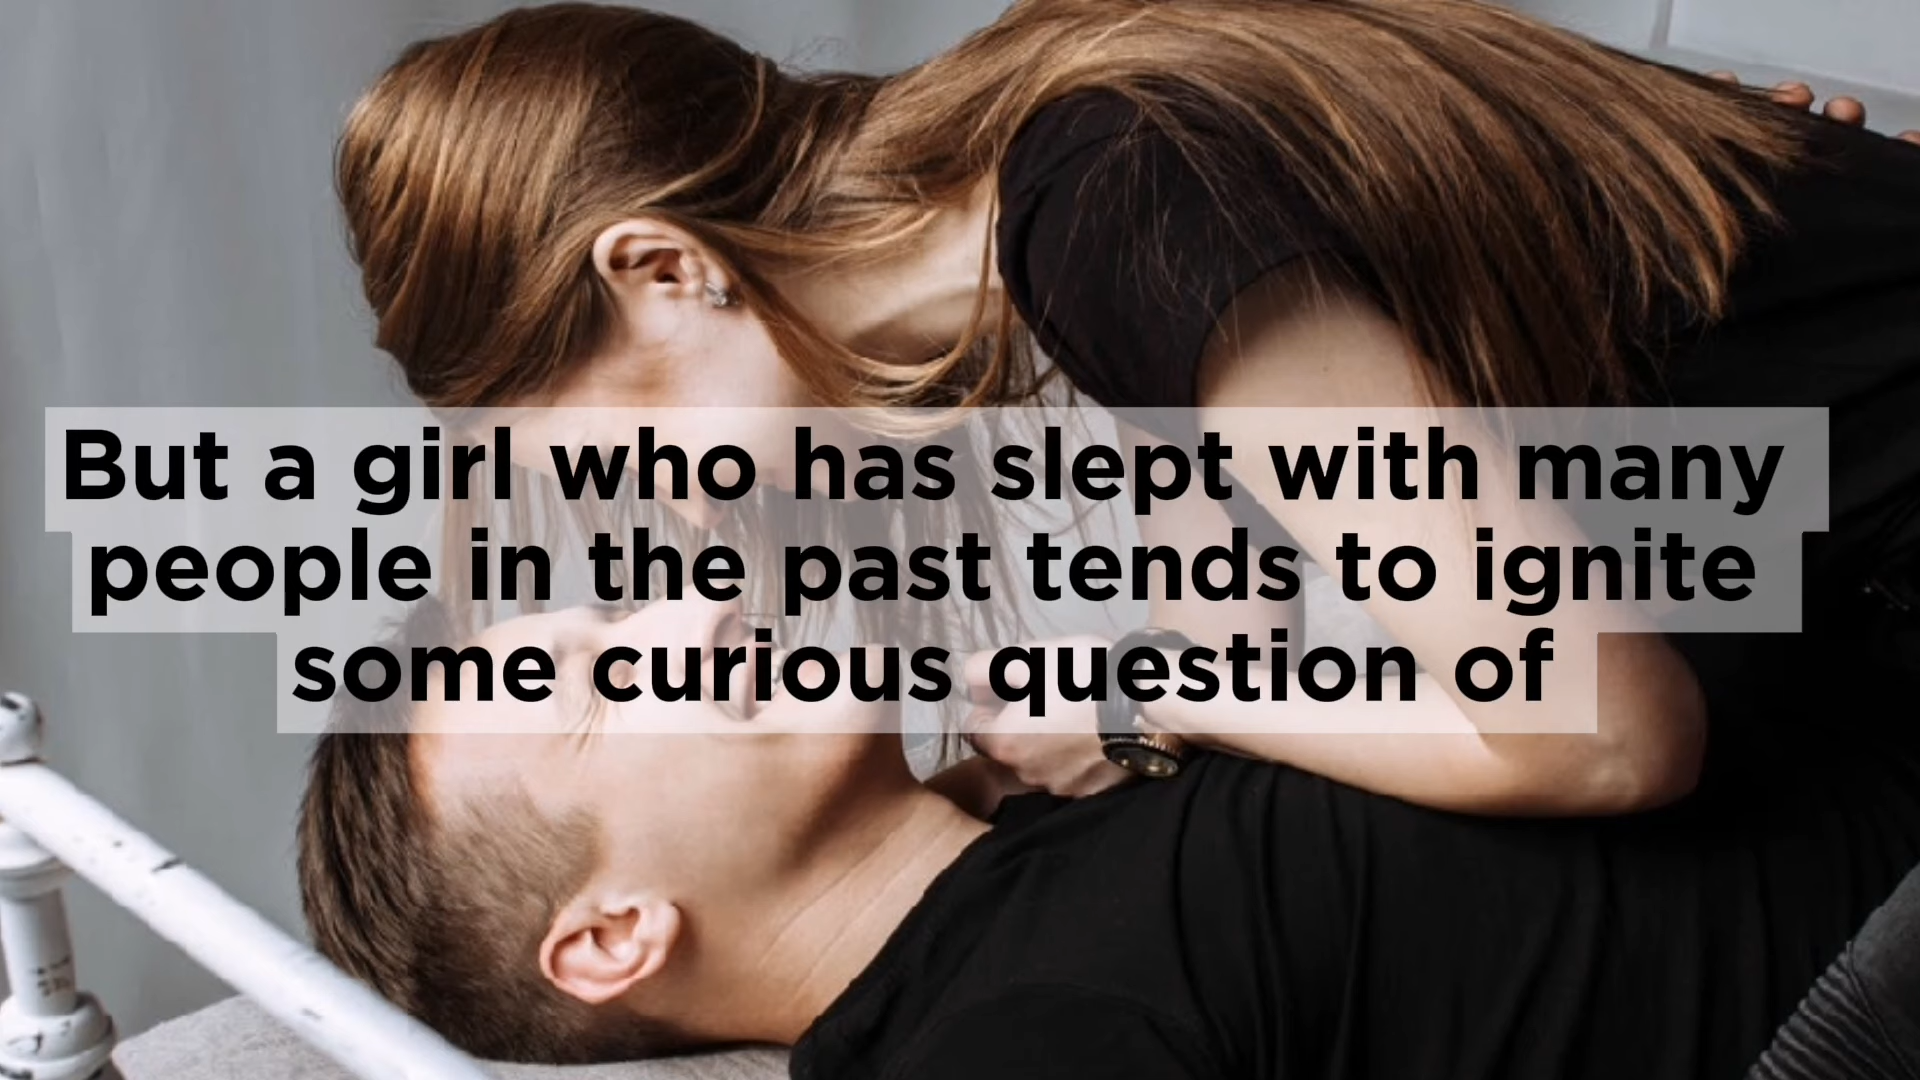 But a girl who has slept with many
people in the past tends to ignite
some curious question of